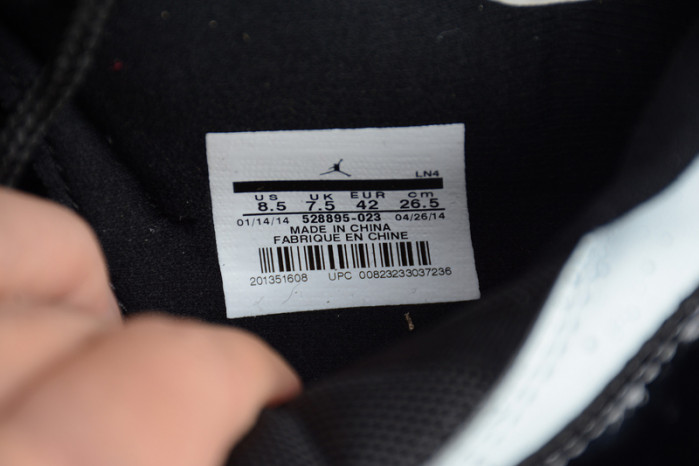 LN4
US UK EUR cm
8.5 7.5 42 26.5
01/14/14 528895-023 04/26/14
MADE IN CHINA
FABRIQUE EN CHINE
201351608 UPC 00823233037236